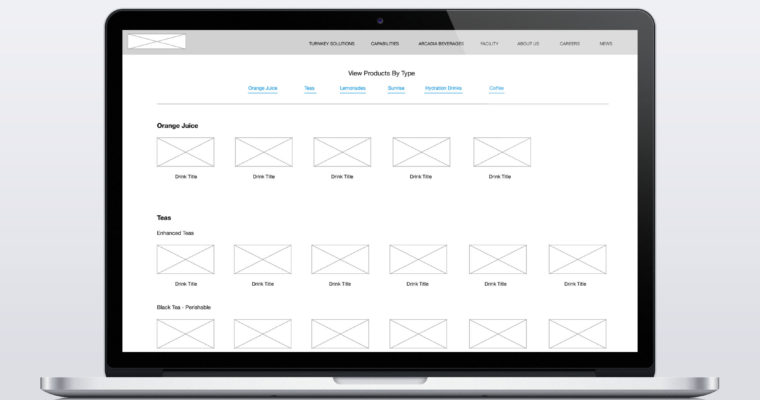 TURNKEY SOLUTIONS CAPABILITIES ARCADIA BEVERAGES FACILITY ABOUT US CAREERS NEWS
View Products By Type
Orange Juice Teas Lemonades Sunrise Hydration Drinks Coffee
Orange Juice
Drink Title Drink Title Drink Title Drink Title Drink Title
Teas
Enhanced Teas
Drink Title Drink Title Drink Title Drink Title Drink Title Drink Title
Black Tea - Perishable